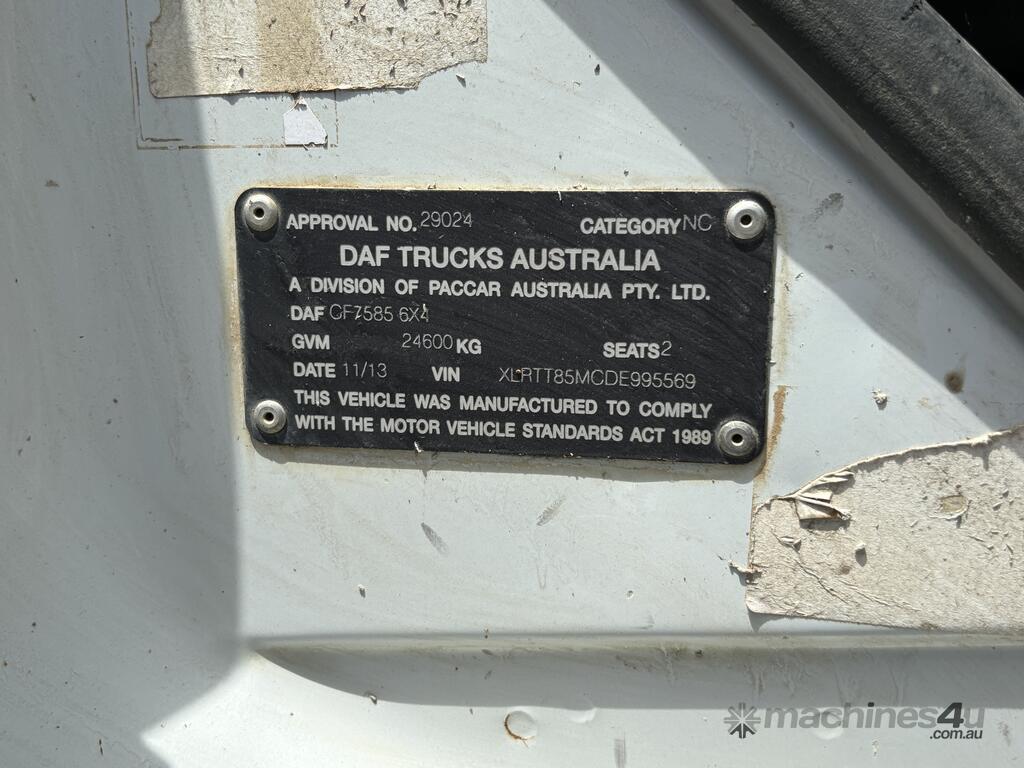 APPROVAL NO. 29024 CATEGORY NC
DAF TRUCKS AUSTRALIA
A DIVISION OF PACCAR AUSTRALIA PTY. LTD.
DAF CF7585 6X4
GVM 24600 KG SEATS 2
DATE 11/13 VIN XLRTT85MCDE995569
THIS VEHICLE WAS MANUFACTURED TO COMPLY
WITH THE MOTOR VEHICLE STANDARDS ACT 1989
machines4u
.com.au